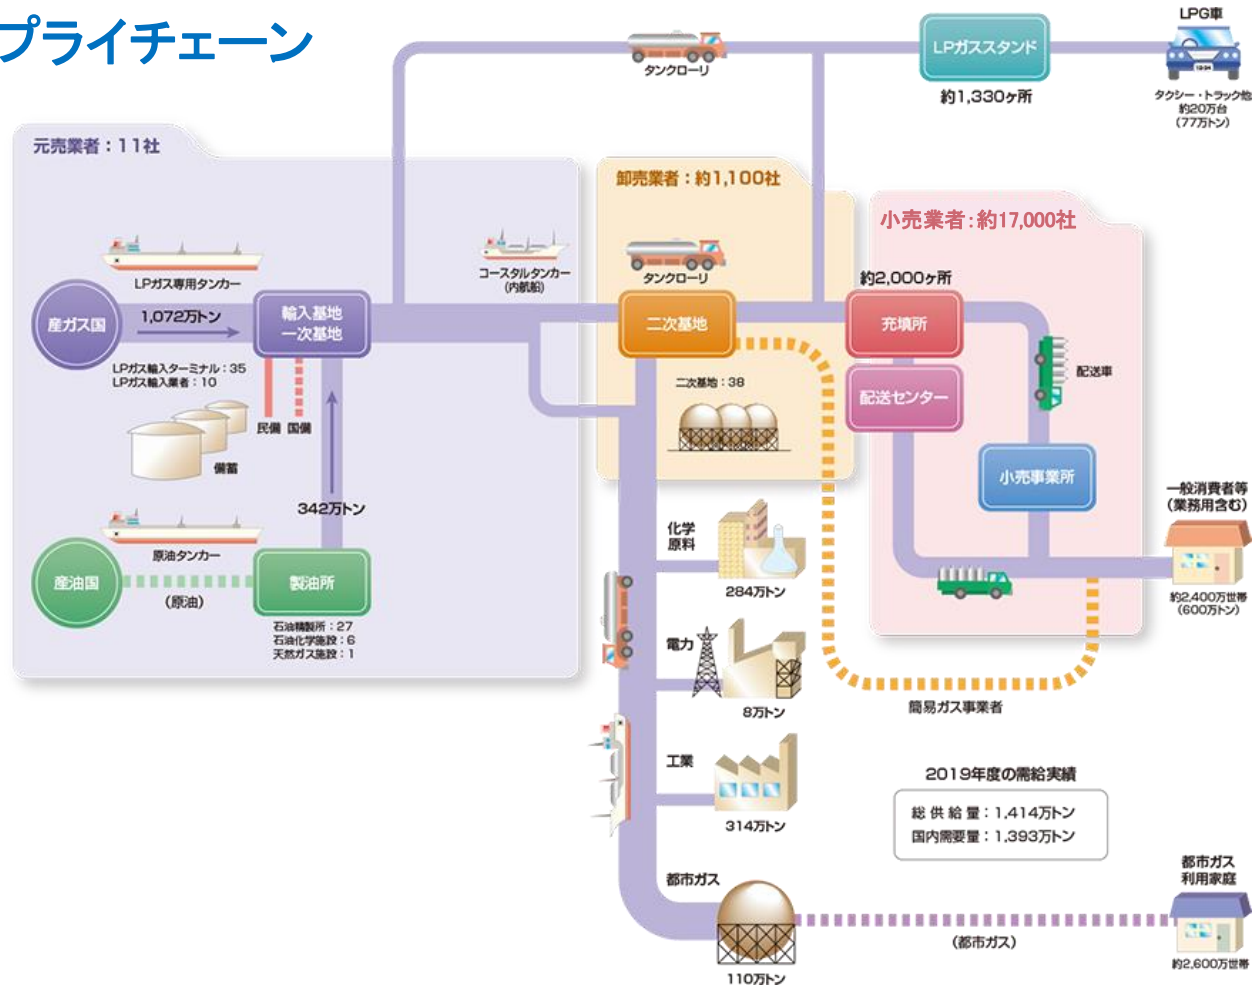 プライチェーン
タンクローリ
LPガススタンド
約1,330ヶ所
LPG車
タクシー・トラック他
約20万台
(77万トン)
元売業者：11社
LPガス専用タンカー
産ガス国
1,072万トン
輸入基地
一次基地
LPガス輸入ターミナル：35
LPガス輸入業者：10
民備
国備
備蓄
342万トン
原油タンカー
産油国
(原油)
製油所
石油精製所：27
石油化学施設：6
天然ガス施設：1
コースタルタンカー
(内航船)
卸売業者：約1,100社
タンクローリ
二次基地
二次基地：38
小売業者：約17,000社
約2,000ヶ所
充填所
配送センター
配送車
小売事業所
一般消費者等
(業務用含む)
約2,400万世帯
(600万トン)
簡易ガス事業者
化学
原料
284万トン
電力
8万トン
工業
314万トン
都市ガス
110万トン
(都市ガス)
2019年度の需給実績
総供給量：1,414万トン
国内需要量：1,393万トン
都市ガス
利用家庭
約2,600万世帯